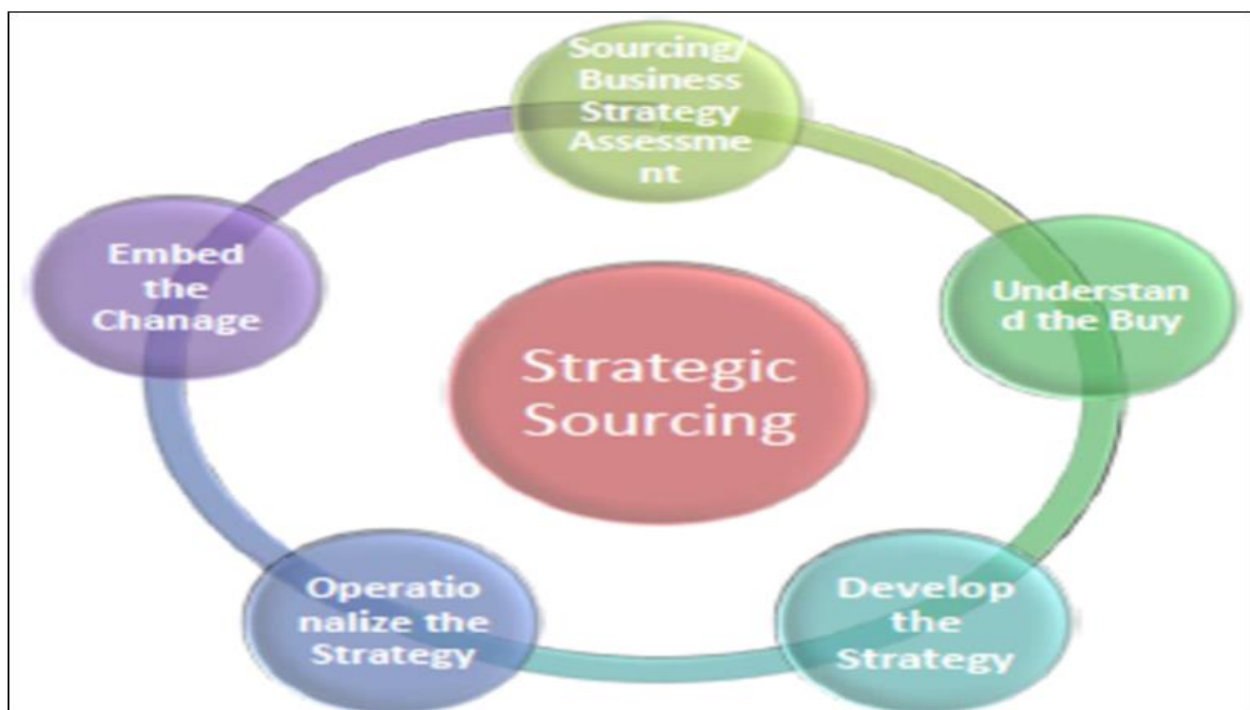 Sourcing/
Business
Strategy
Assessme
nt
Understan
d the Buy
Develop
the
Strategy
Operatio
nalize the
Strategy
Embed
the
Chanage
Strategic
Sourcing